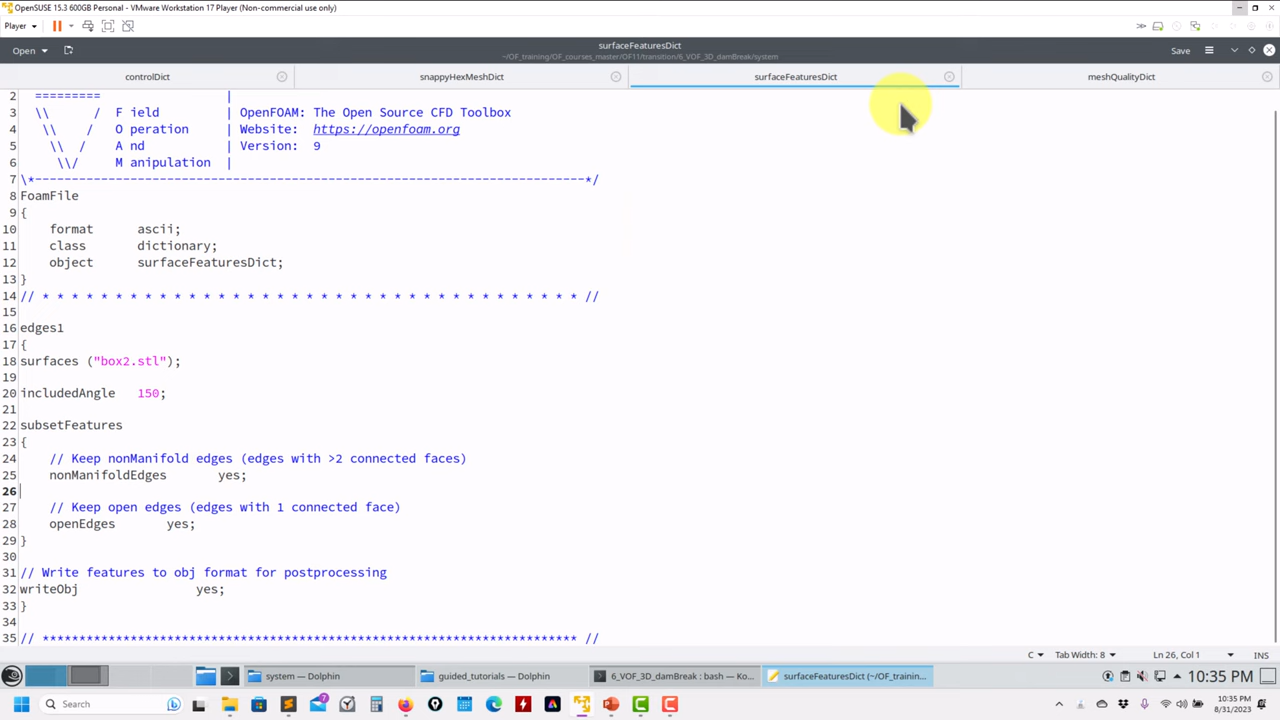 OpenSUSE 15.3 600GB Personal - VMware Workstation 17 Player (Non-commercial use only)
Player
Open
surfaceFeaturesDict
~/OF_training/OF_courses_master/OF11/transition/6_VOF_3D_damBreak/system
Save
controlDict
snappyHexMeshDict
surfaceFeaturesDict
meshQualityDict
2 ========= |
3 \\ / F ield | OpenFOAM: The Open Source CFD Toolbox
4 \\ / O peration | Website: https://openfoam.org
5 \\ / A nd | Version: 9
6 \\/ M anipulation |
7 \*---------------------------------------------------------------------------*/
8 FoamFile
9 {
10 format ascii;
11 class dictionary;
12 object surfaceFeaturesDict;
13 }
14 // * * * * * * * * * * * * * * * * * * * * * * * * * * * * * * * * * * * * * //
15
16 edges1
17 {
18 surfaces ("box2.stl");
19
20 includedAngle 150;
21
22 subsetFeatures
23 {
24 // Keep nonManifold edges (edges with >2 connected faces)
25 nonManifoldEdges yes;
26
27 // Keep open edges (edges with 1 connected face)
28 openEdges yes;
29 }
30
31 // Write features to obj format for postprocessing
32 writeObj yes;
33 }
34
35 // ************************************************************************* //
C
Tab Width: 8
Ln 26, Col 1
INS
system — Dolphin
guided_tutorials — Dolphin
6_VOF_3D_damBreak : bash — Ko...
surfaceFeaturesDict (~/OF_trainin...
10:35 PM
Search
7
10:35 PM
8/31/2023